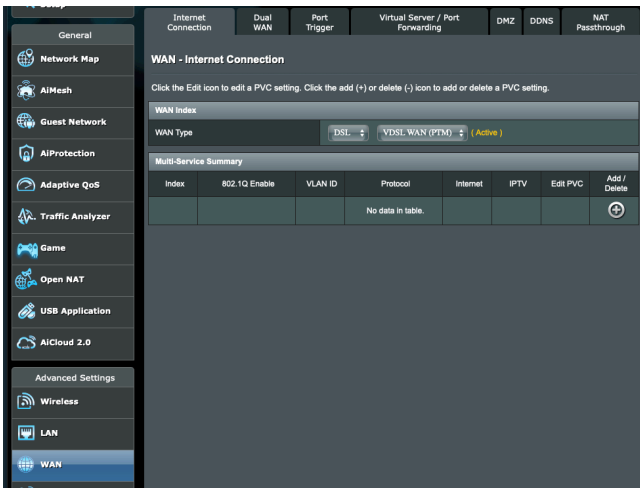 Setup
General
Network Map
AiMesh
Guest Network
AiProtection
Adaptive QoS
Traffic Analyzer
Game
Open NAT
USB Application
AiCloud 2.0
Advanced Settings
Wireless
LAN
WAN
Internet Connection
Dual WAN
Port Trigger
Virtual Server / Port Forwarding
DMZ
DDNS
NAT Passthrough
WAN - Internet Connection
Click the Edit icon to edit a PVC setting. Click the add (+) or delete (-) icon to add or delete a PVC setting.
WAN Index
WAN Type DSL VDSL WAN (PTM) ( Active )
Multi-Service Summary
Index 802.1Q Enable VLAN ID Protocol Internet IPTV Edit PVC Add / Delete
No data in table.